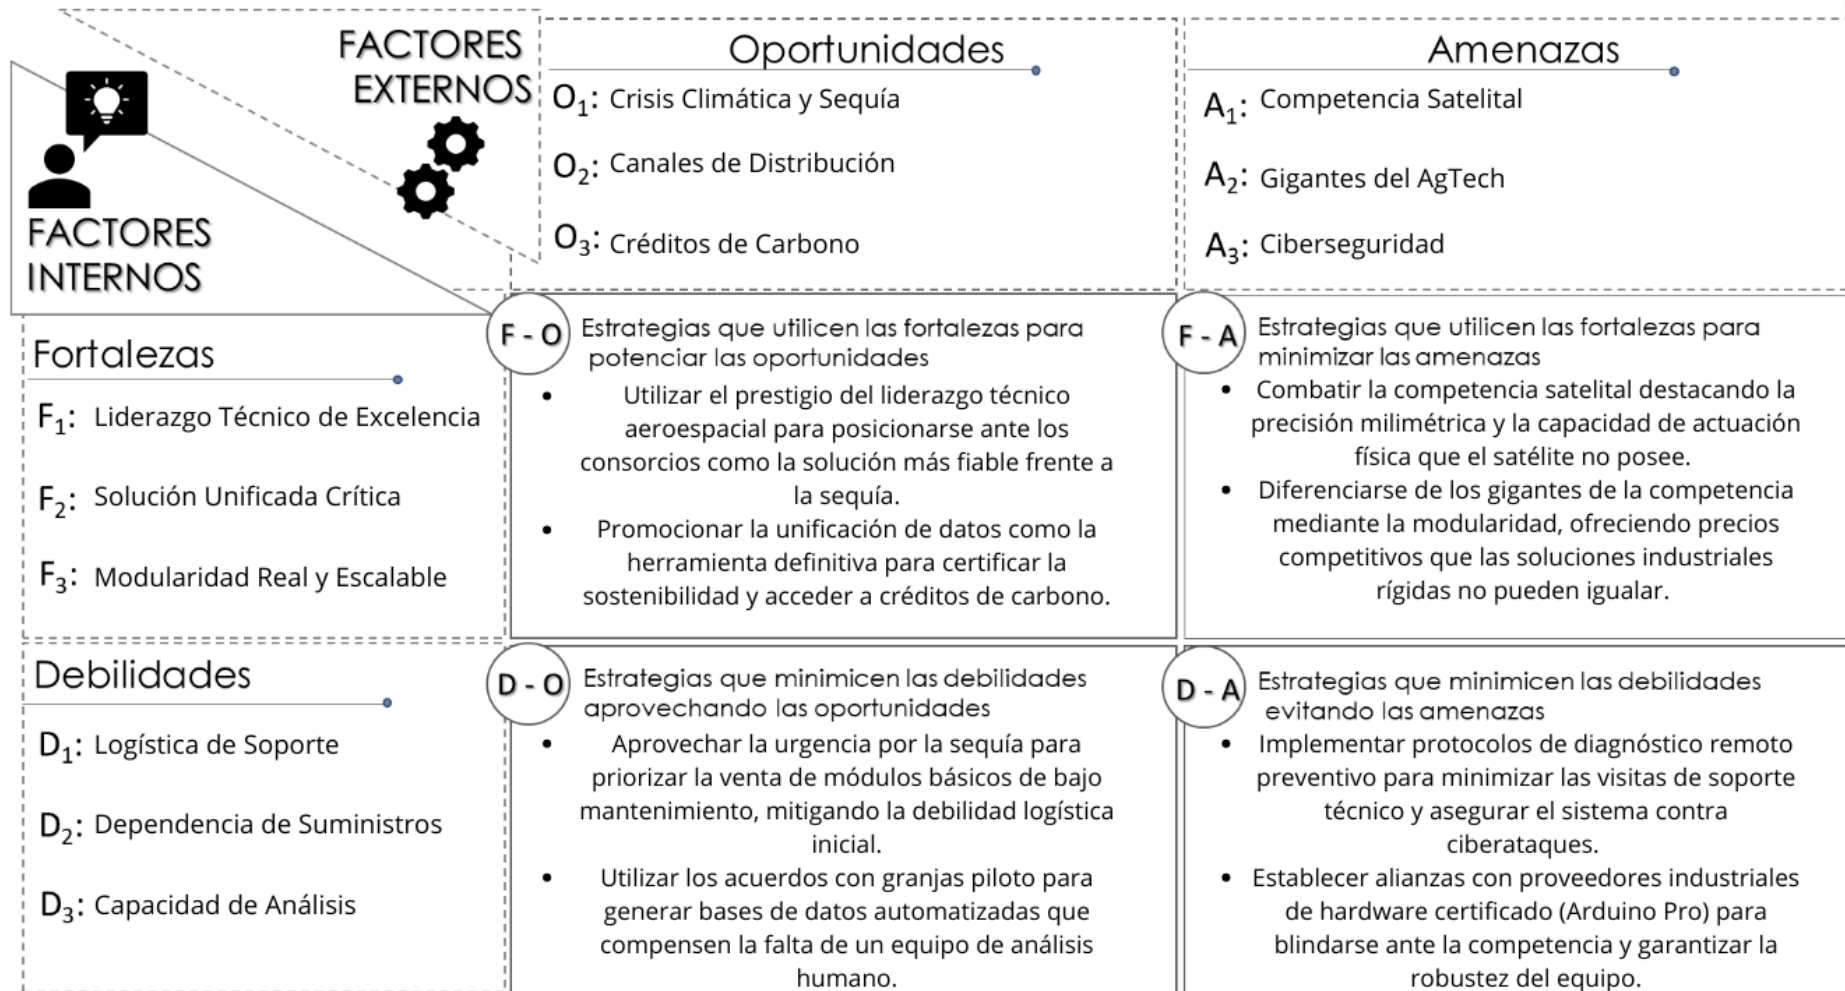 FACTORES
EXTERNOS
FACTORES
INTERNOS
Oportunidades
O₁: Crisis Climática y Sequía
O₂: Canales de Distribución
O₃: Créditos de Carbono
Amenazas
A₁: Competencia Satelital
A₂: Gigantes del AgTech
A₃: Ciberseguridad
Fortalezas
F₁: Liderazgo Técnico de Excelencia
F₂: Solución Unificada Crítica
F₃: Modularidad Real y Escalable
F - O
Estrategias que utilicen las fortalezas para
potenciar las oportunidades
• Utilizar el prestigio del liderazgo técnico
aeroespacial para posicionarse ante los
consorcios como la solución más fiable frente a
la sequía.
• Promocionar la unificación de datos como la
herramienta definitiva para certificar la
sostenibilidad y acceder a créditos de carbono.
F - A
Estrategias que utilicen las fortalezas para
minimizar las amenazas
• Combatir la competencia satelital destacando la
precisión milimétrica y la capacidad de actuación
física que el satélite no posee.
• Diferenciarse de los gigantes de la competencia
mediante la modularidad, ofreciendo precios
competitivos que las soluciones industriales
rígidas no pueden igualar.
Debilidades
D₁: Logística de Soporte
D₂: Dependencia de Suministros
D₃: Capacidad de Análisis
D - O
Estrategias que minimicen las debilidades
aprovechando las oportunidades
• Aprovechar la urgencia por la sequía para
priorizar la venta de módulos básicos de bajo
mantenimiento, mitigando la debilidad logística
inicial.
• Utilizar los acuerdos con granjas piloto para
generar bases de datos automatizadas que
compensen la falta de un equipo de análisis
humano.
D - A
Estrategias que minimicen las debilidades
evitando las amenazas
• Implementar protocolos de diagnóstico remoto
preventivo para minimizar las visitas de soporte
técnico y asegurar el sistema contra
ciberataques.
• Establecer alianzas con proveedores industriales
de hardware certificado (Arduino Pro) para
blindarse ante la competencia y garantizar la
robustez del equipo.